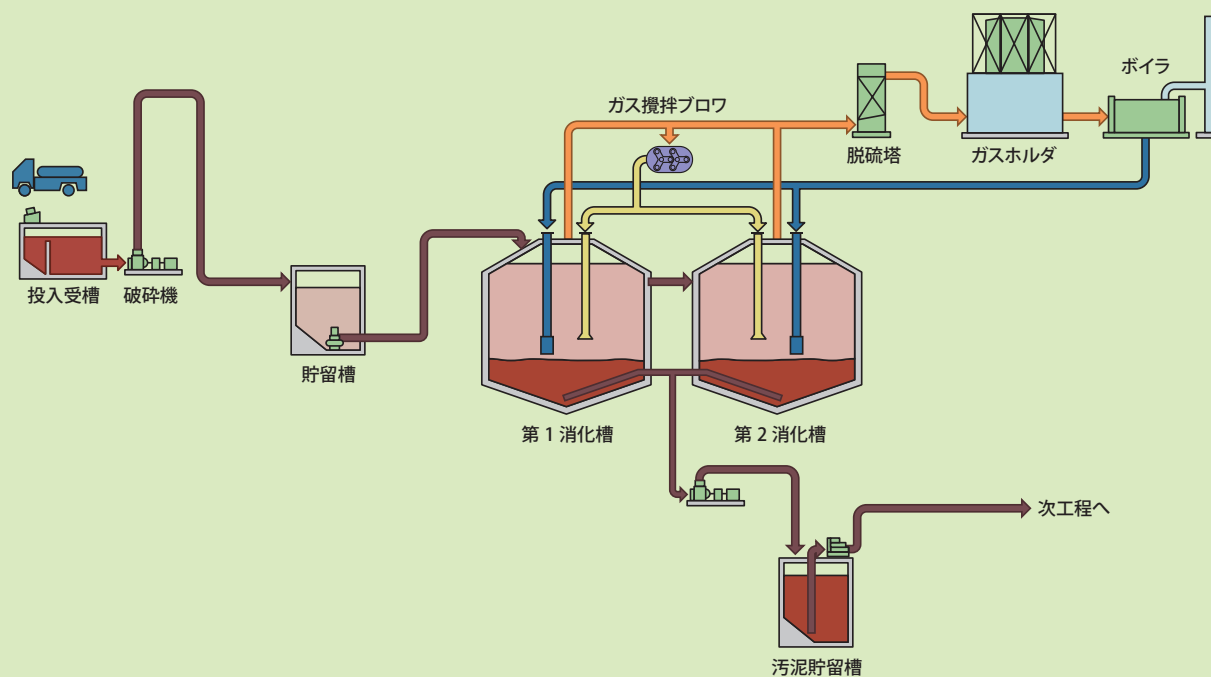 ボイラ
ガス攪拌ブロワ
脱硫塔
ガスホルダ
投入受槽
破砕機
貯留槽
第1消化槽
第2消化槽
次工程へ
汚泥貯留槽